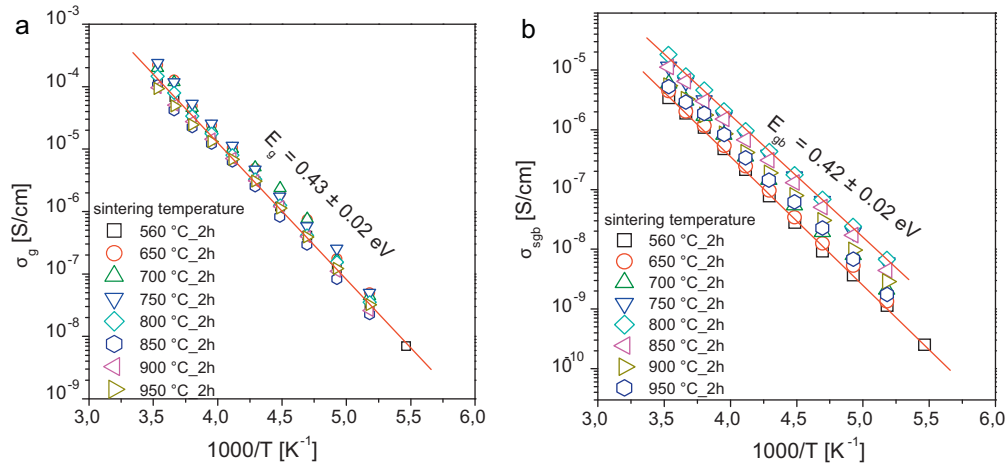 a
10^-3
10^-4
10^-5
10^-6
10^-7
10^-8
10^-9
σ_g [S/cm]
E_g = 0.43 ± 0.02 eV
sintering temperature
560 °C_2h
650 °C_2h
700 °C_2h
750 °C_2h
800 °C_2h
850 °C_2h
900 °C_2h
950 °C_2h
3,0 3,5 4,0 4,5 5,0 5,5 6,0
1000/T [K^-1]
b
10^-5
10^-6
10^-7
10^-8
10^-9
10^-10
σ_sgb [S/cm]
E_gb = 0.42 ± 0.02 eV
sintering temperature
560 °C_2h
650 °C_2h
700 °C_2h
750 °C_2h
800 °C_2h
850 °C_2h
900 °C_2h
950 °C_2h
3,0 3,5 4,0 4,5 5,0 5,5 6,0
1000/T [K^-1]